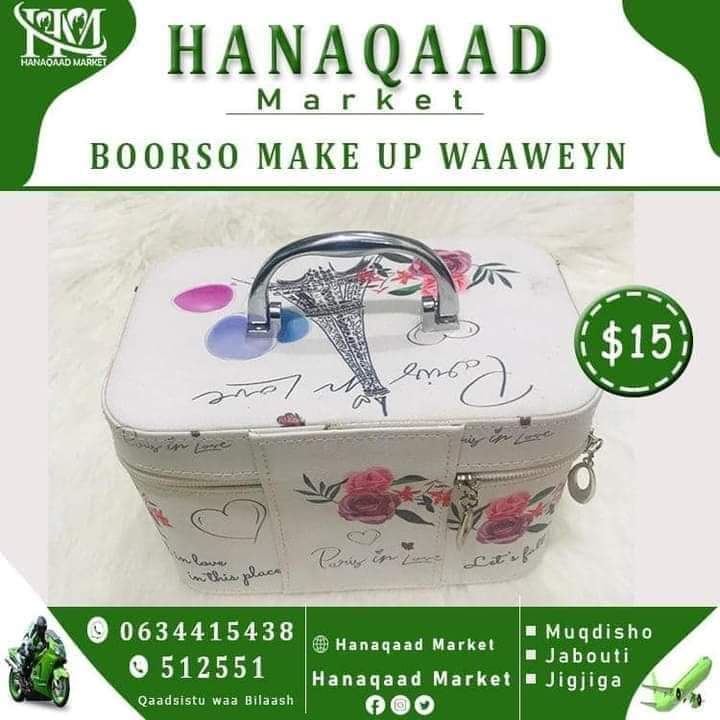 HM
HANAQAAD MARKET
HANAQAAD
Market
BOORSO MAKE UP WAAWEYN
$15
Paris in Love
Paris in Love
Paris in Love
in love
in this place
Paris in Love
Let's fall
0634415438
512551
Qaadsistu waa Bilaash
Hanaqaad Market
Hanaqaad Market
Muqdisho
Jabouti
Jigjiga